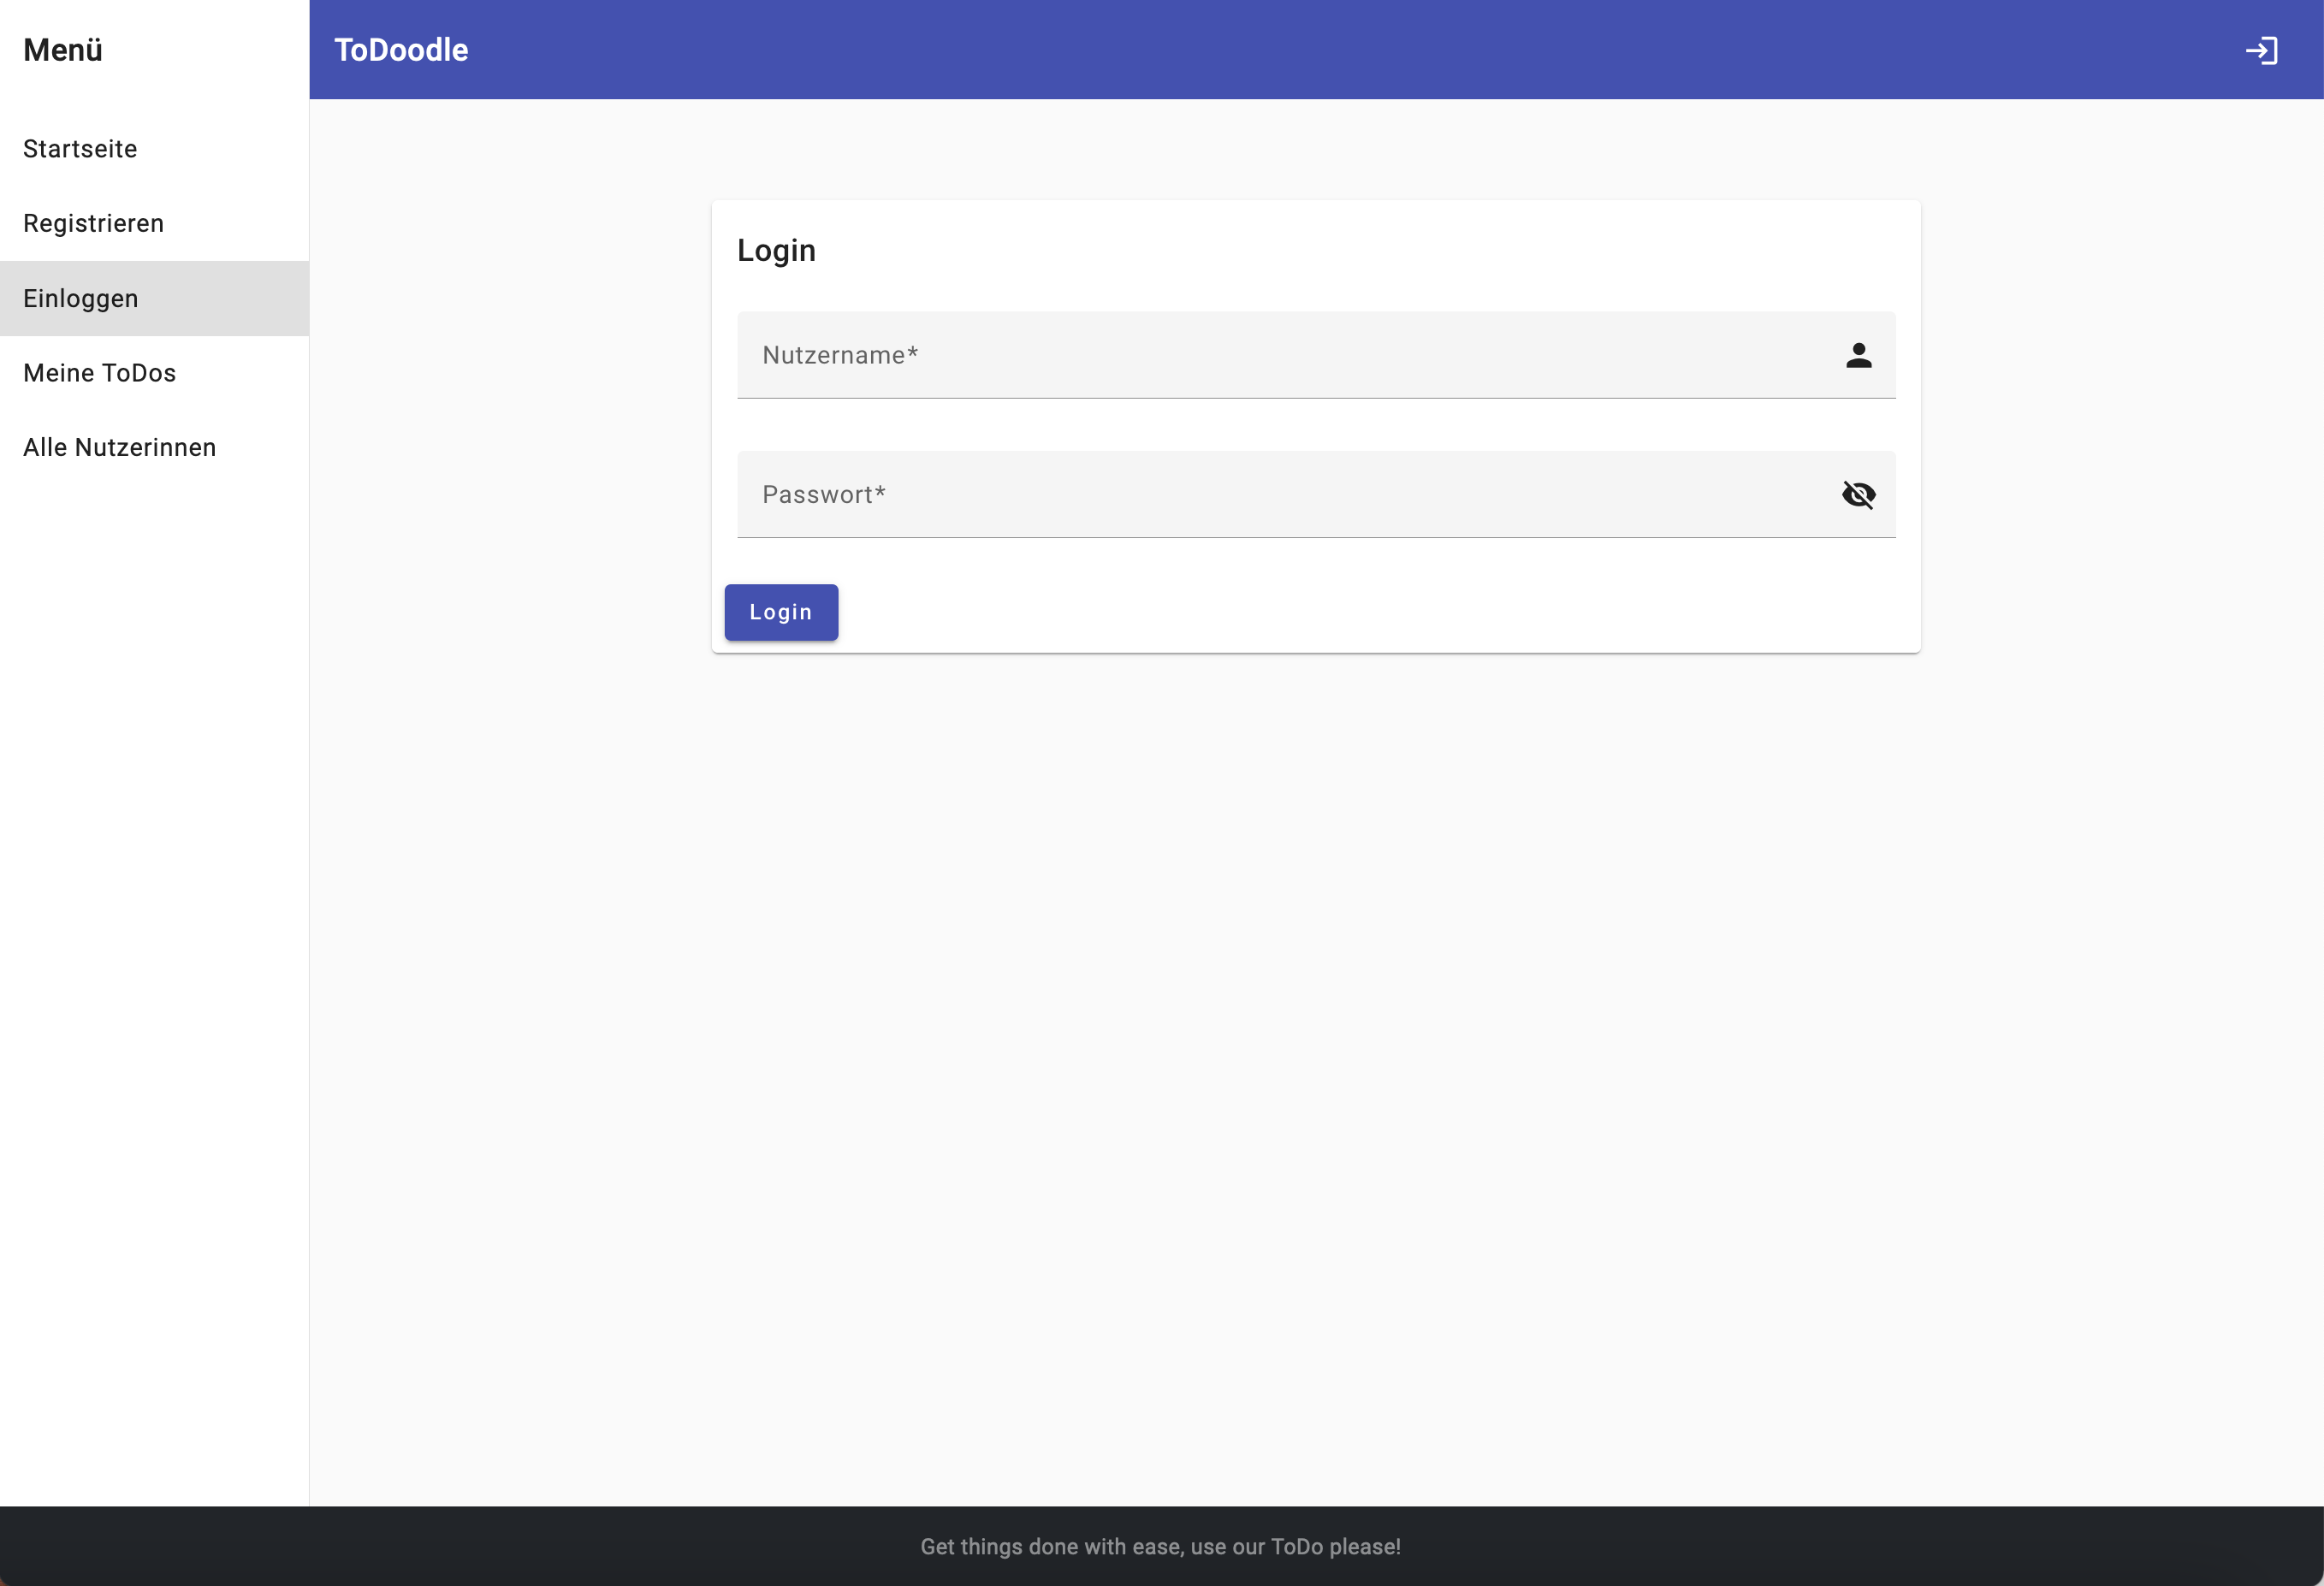 Menü
ToDoodle
Startseite
Registrieren
Einloggen
Meine ToDos
Alle Nutzerinnen
Login
Nutzername*
Passwort*
Login
Get things done with ease, use our ToDo please!